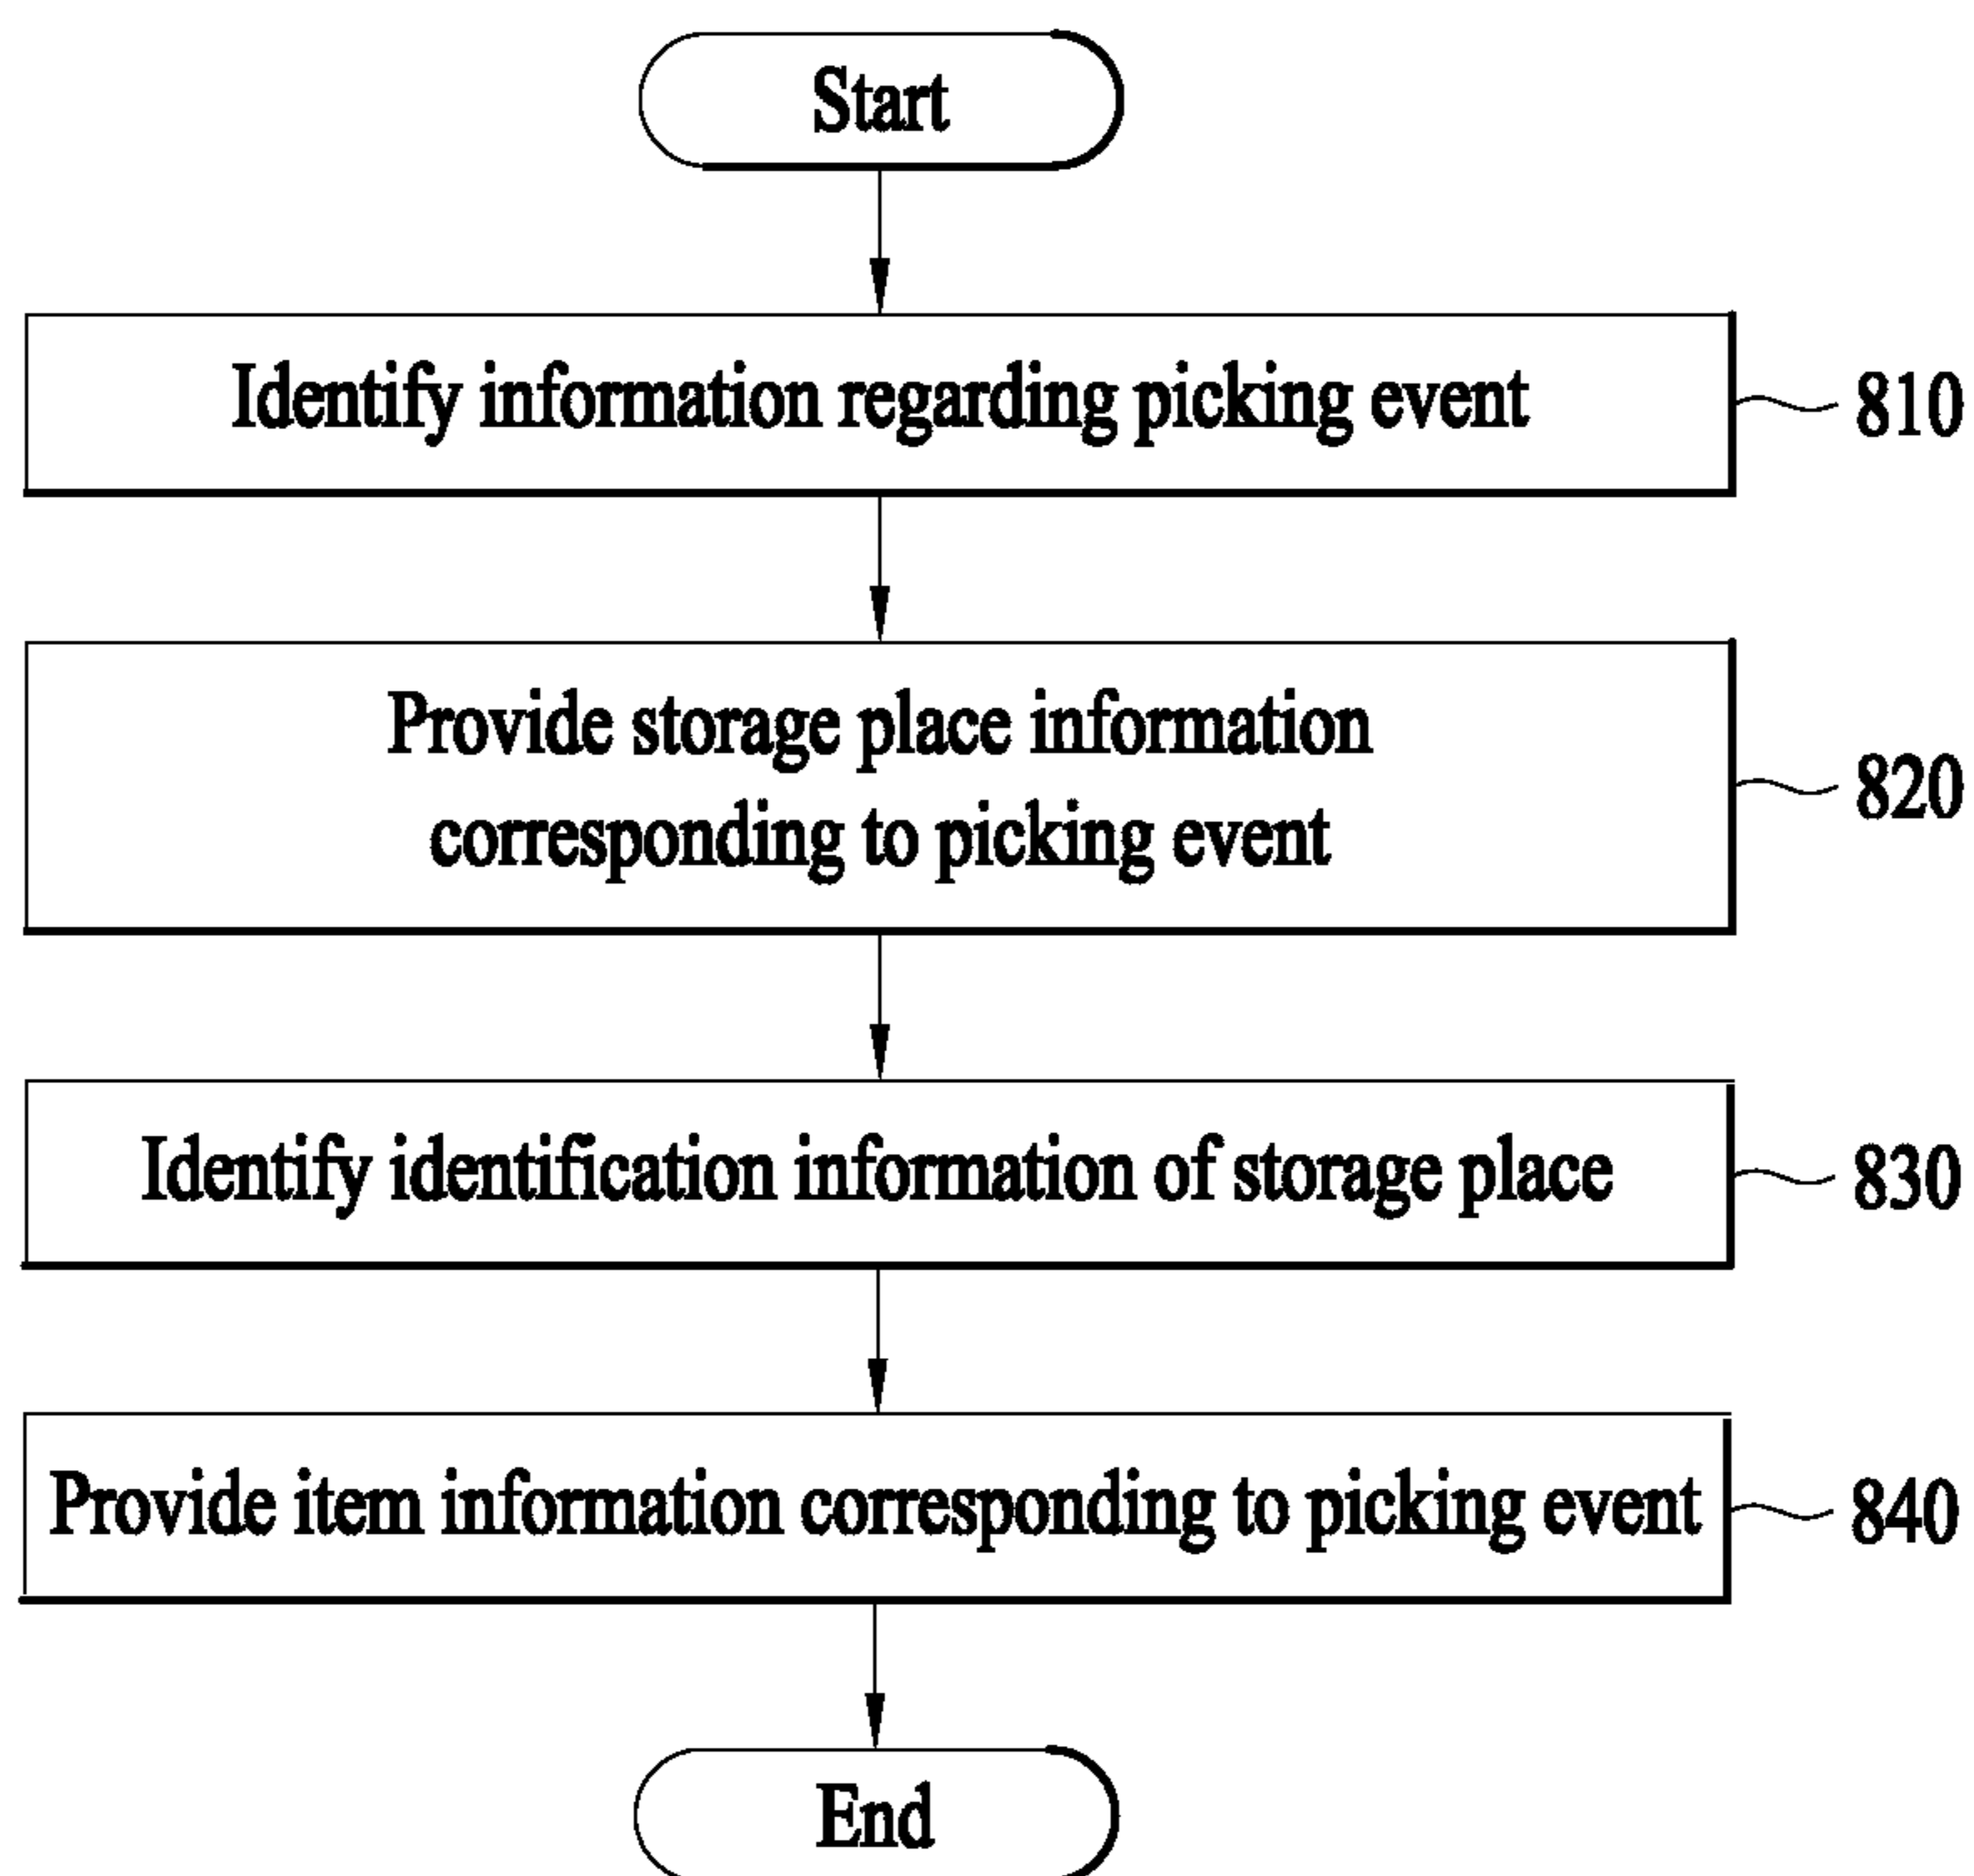 Start
Identify information regarding picking event
810
Provide storage place information
corresponding to picking event
820
Identify identification information of storage place
830
Provide item information corresponding to picking event
840
End